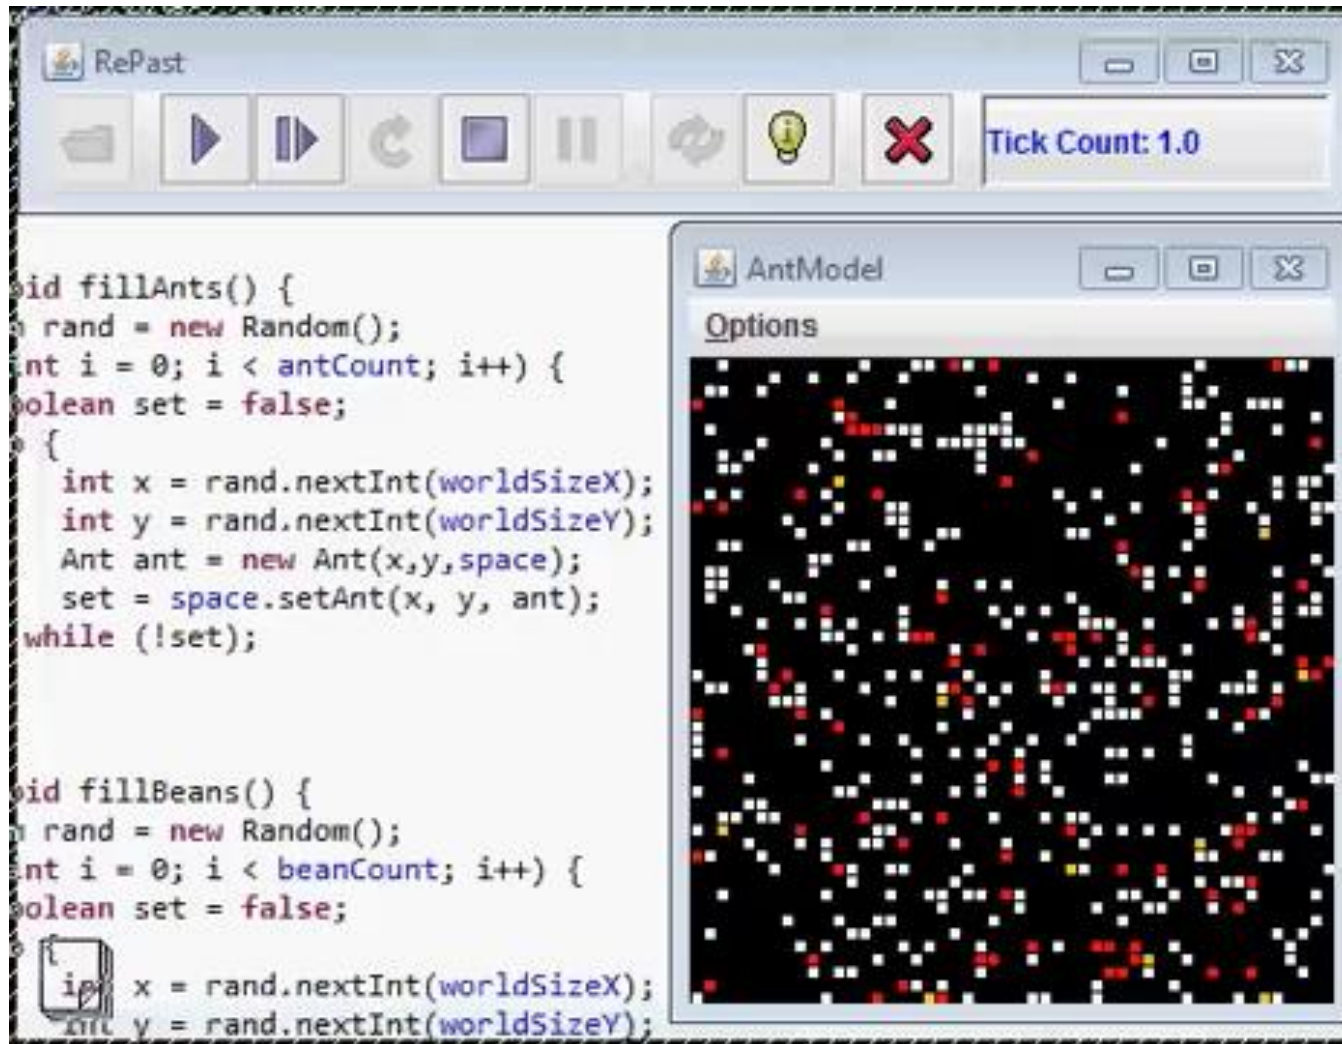 RePast
Tick Count: 1.0
id fillAnts() {
rand = new Random();
nt i = 0; i < antCount; i++) {
olean set = false;
{
int x = rand.nextInt(worldSizeX);
int y = rand.nextInt(worldSizeY);
Ant ant = new Ant(x,y,space);
set = space.setAnt(x, y, ant);
while (!set);
id fillBeans() {
rand = new Random();
nt i = 0; i < beanCount; i++) {
olean set = false;
{
x = rand.nextInt(worldSizeX);
y = rand.nextInt(worldSizeY);
AntModel
Options